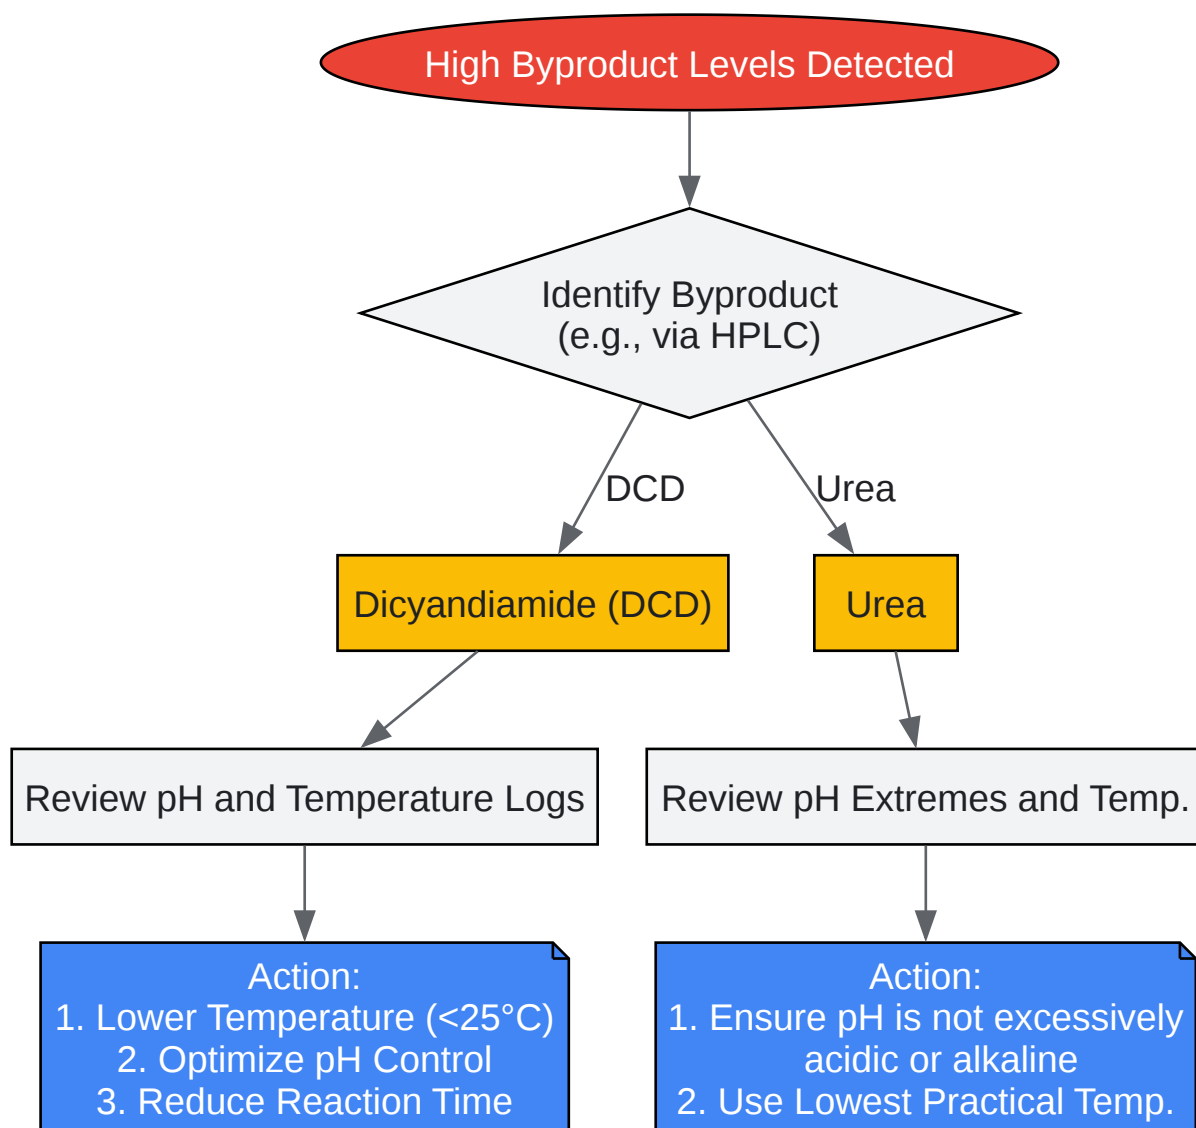 High Byproduct Levels Detected
Identify Byproduct
(e.g., via HPLC)
DCD
Urea
Dicyandiamide (DCD)
Urea
Review pH and Temperature Logs
Review pH Extremes and Temp.
Action:
1. Lower Temperature (<25°C)
2. Optimize pH Control
3. Reduce Reaction Time
Action:
1. Ensure pH is not excessively
acidic or alkaline
2. Use Lowest Practical Temp.